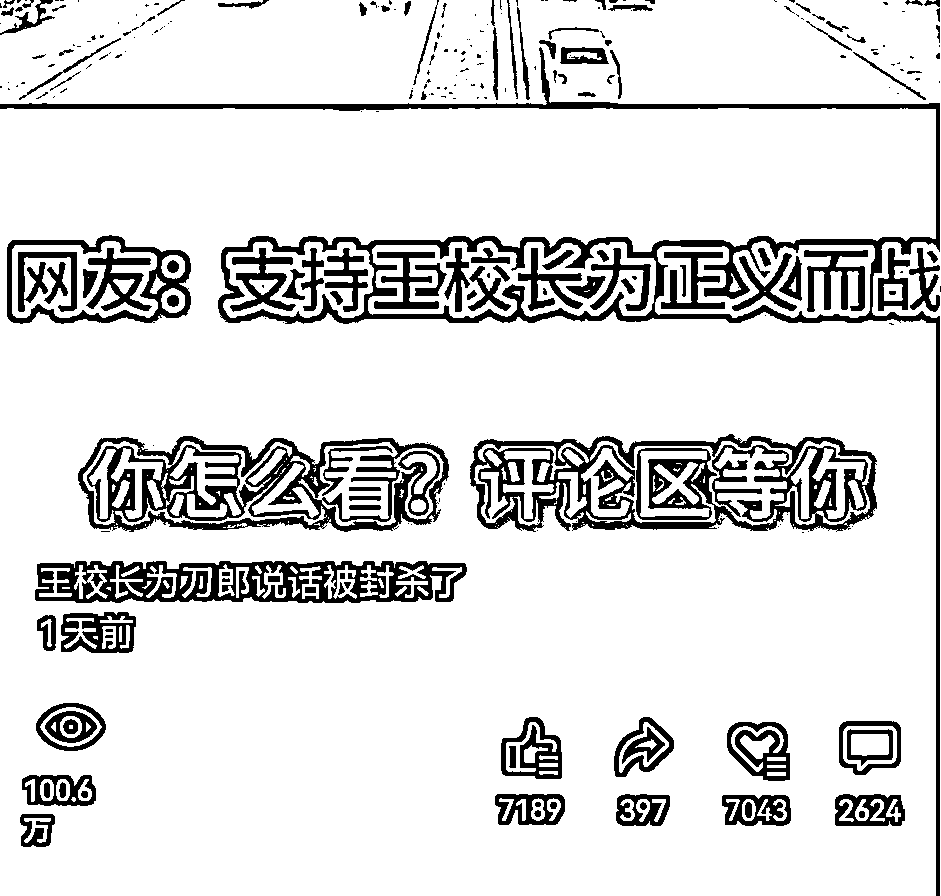 网友：支持王校长为正义而战
你怎么看？评论区等你
王校长为刃郎说话被封杀了
1天前
100.6
万
7189 397 7043 2624